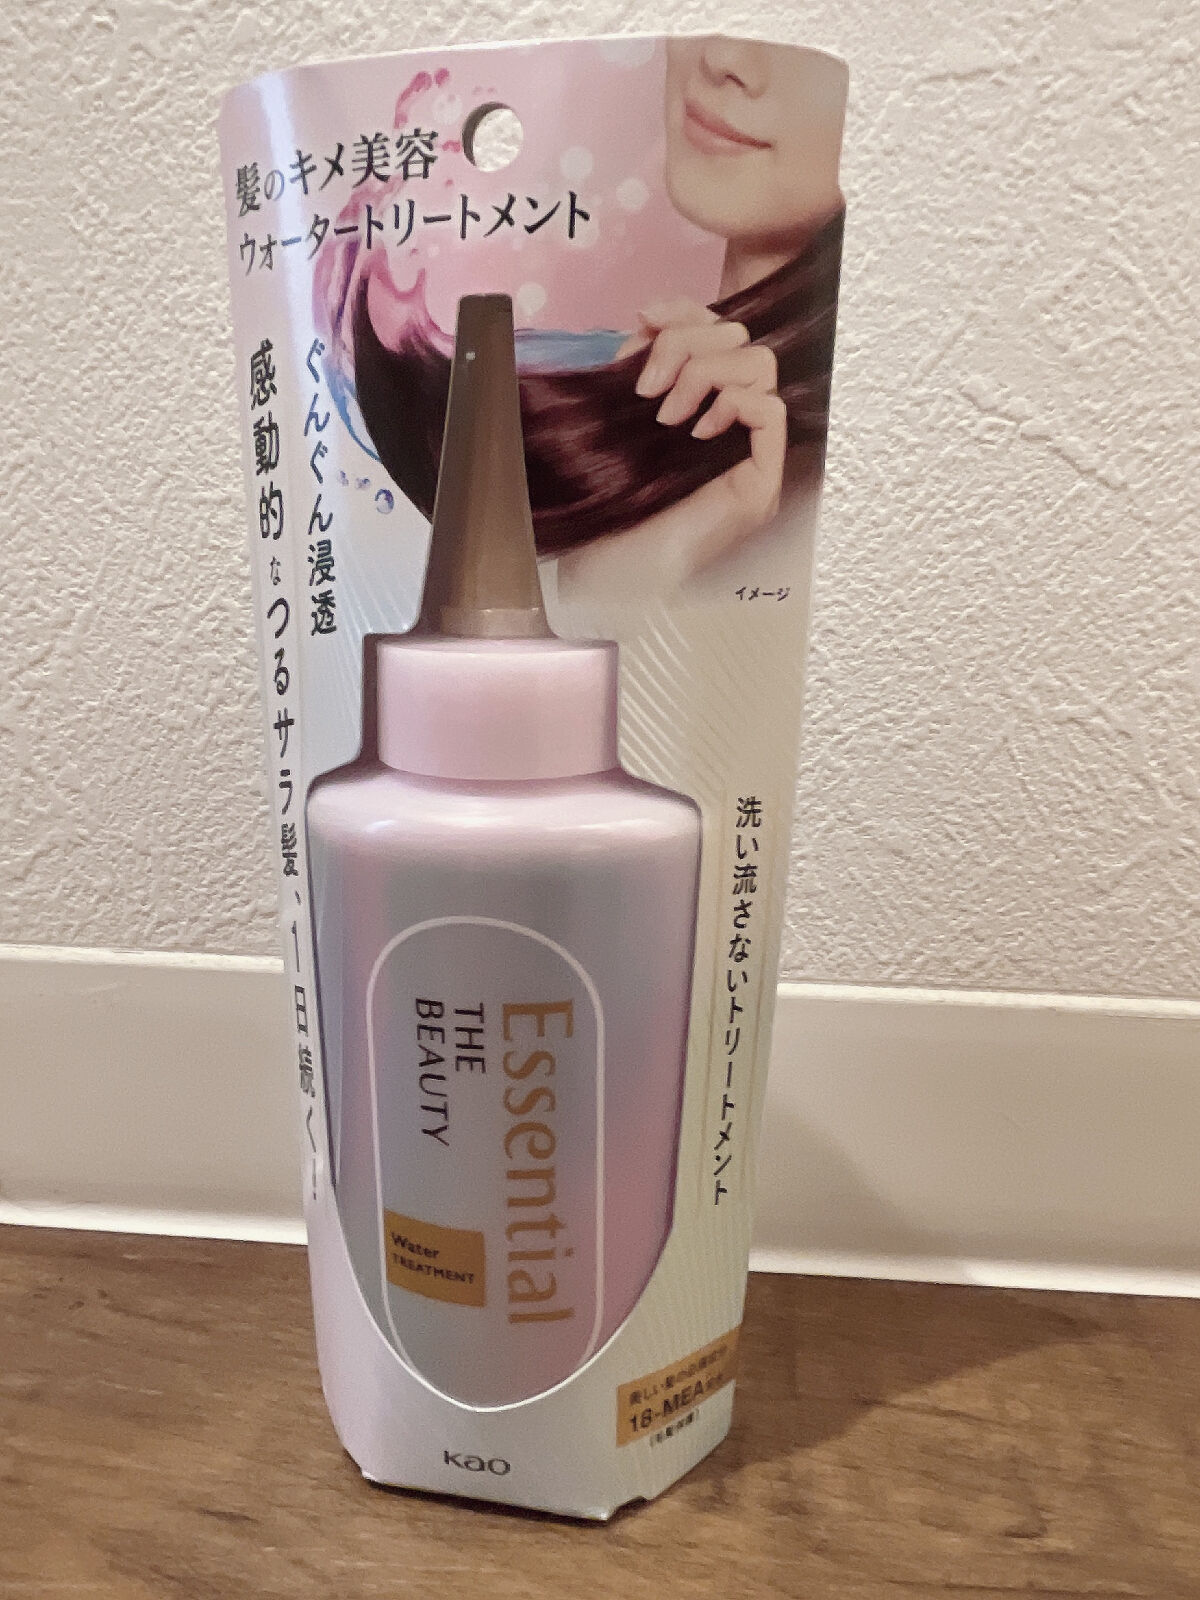 髪のキメ美容
ウォータートリートメント
ぐんぐん浸透
感動的なつるサラ髪、1日続く!
イメージ
洗い流さないトリートメント
Essential
THE
BEAUTY
Water
TREATMENT
18-MEA
Kao